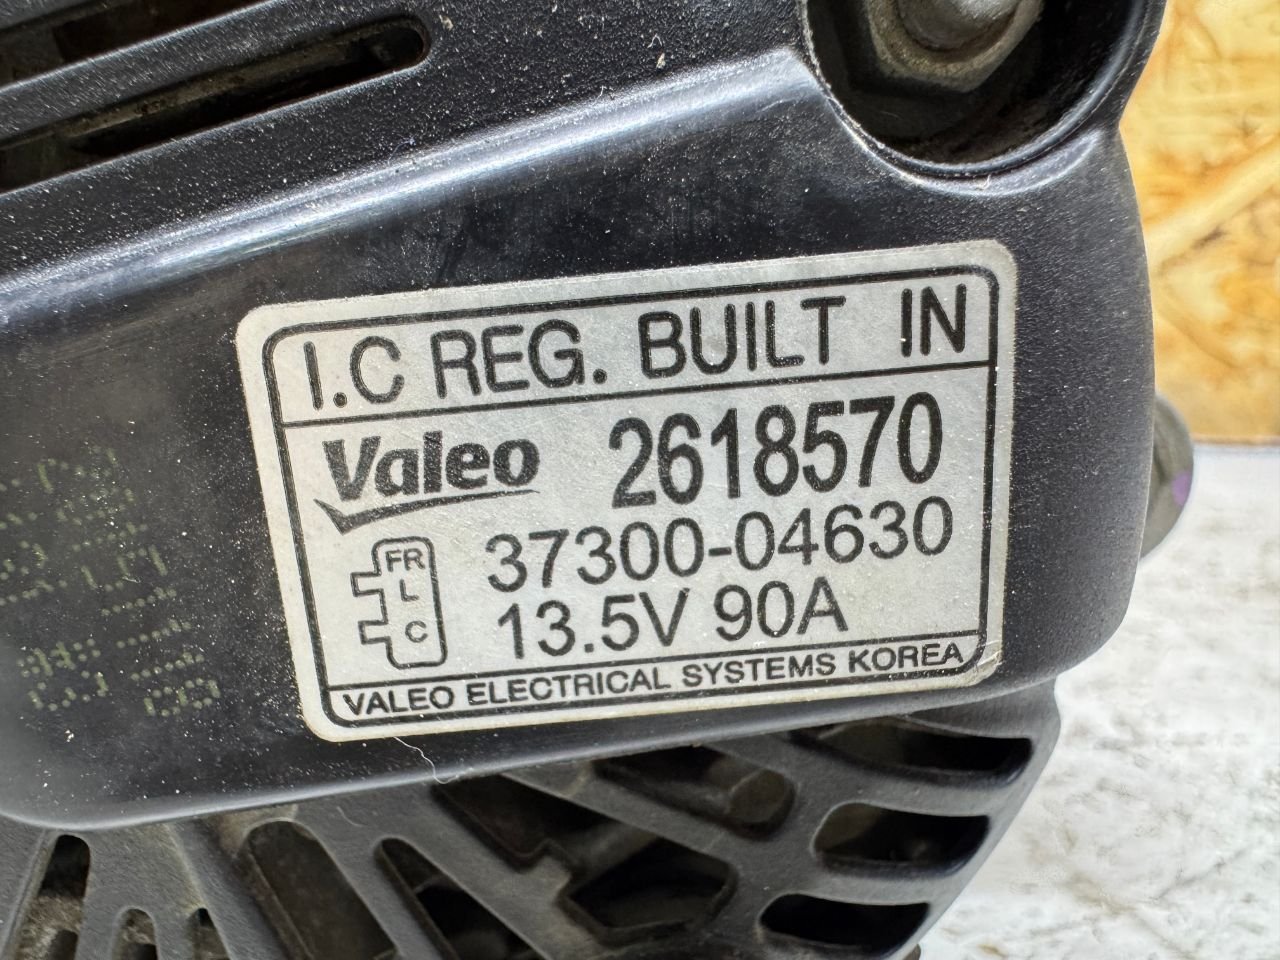 I.C REG. BUILT IN
Valeo 2618570
FR
L
C
37300-04630
13.5V 90A
VALEO ELECTRICAL SYSTEMS KOREA